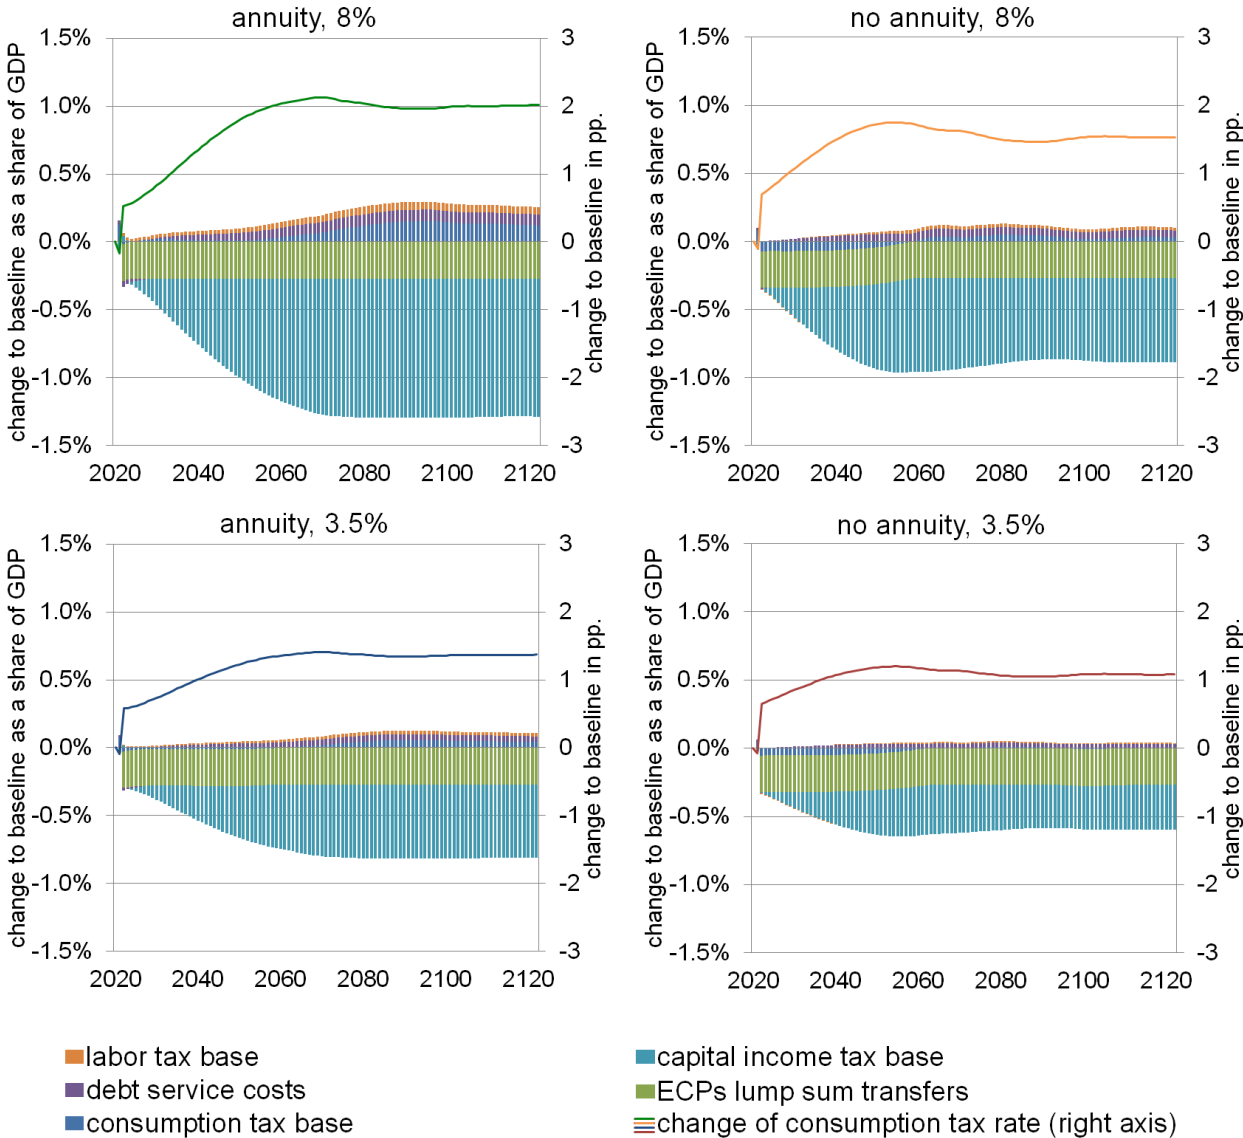 annuity, 8%
change to baseline as a share of GDP
1.5%
1.0%
0.5%
0.0%
-0.5%
-1.0%
-1.5%
3
2
1
0
-1
-2
-3
change to baseline in pp.
2020 2040 2060 2080 2100 2120
no annuity, 8%
change to baseline as a share of GDP
1.5%
1.0%
0.5%
0.0%
-0.5%
-1.0%
-1.5%
3
2
1
0
-1
-2
-3
change to baseline in pp.
2020 2040 2060 2080 2100 2120
annuity, 3.5%
change to baseline as a share of GDP
1.5%
1.0%
0.5%
0.0%
-0.5%
-1.0%
-1.5%
3
2
1
0
-1
-2
-3
change to baseline in pp.
2020 2040 2060 2080 2100 2120
no annuity, 3.5%
change to baseline as a share of GDP
1.5%
1.0%
0.5%
0.0%
-0.5%
-1.0%
-1.5%
3
2
1
0
-1
-2
-3
change to baseline in pp.
2020 2040 2060 2080 2100 2120
labor tax base
debt service costs
consumption tax base
capital income tax base
ECPs lump sum transfers
change of consumption tax rate (right axis)